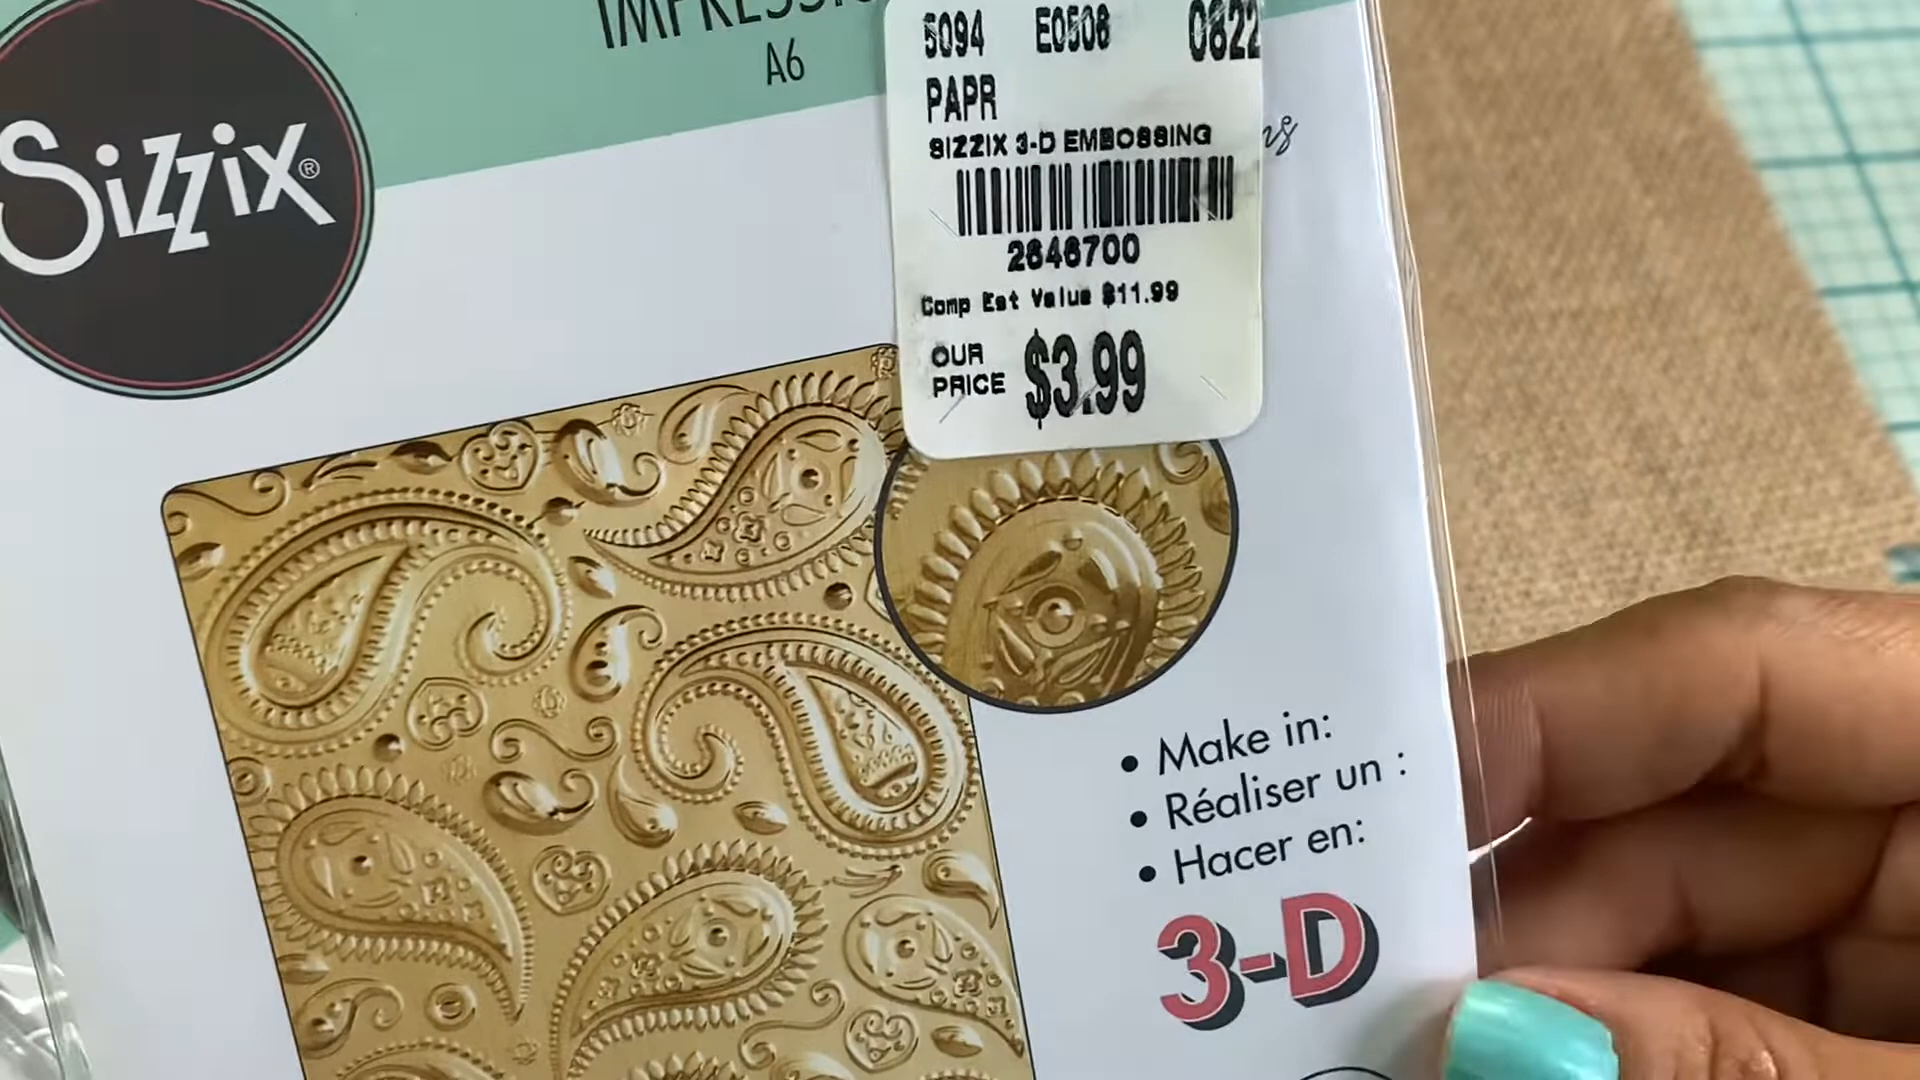 A6
Sizzix®
5094 E0508 0822
PAPR
SIZZIX 3-D EMBOSSING
2646700
Comp Est Value $11.99
OUR PRICE $3.99
• Make in:
• Réaliser un :
• Hacer en:
3-D